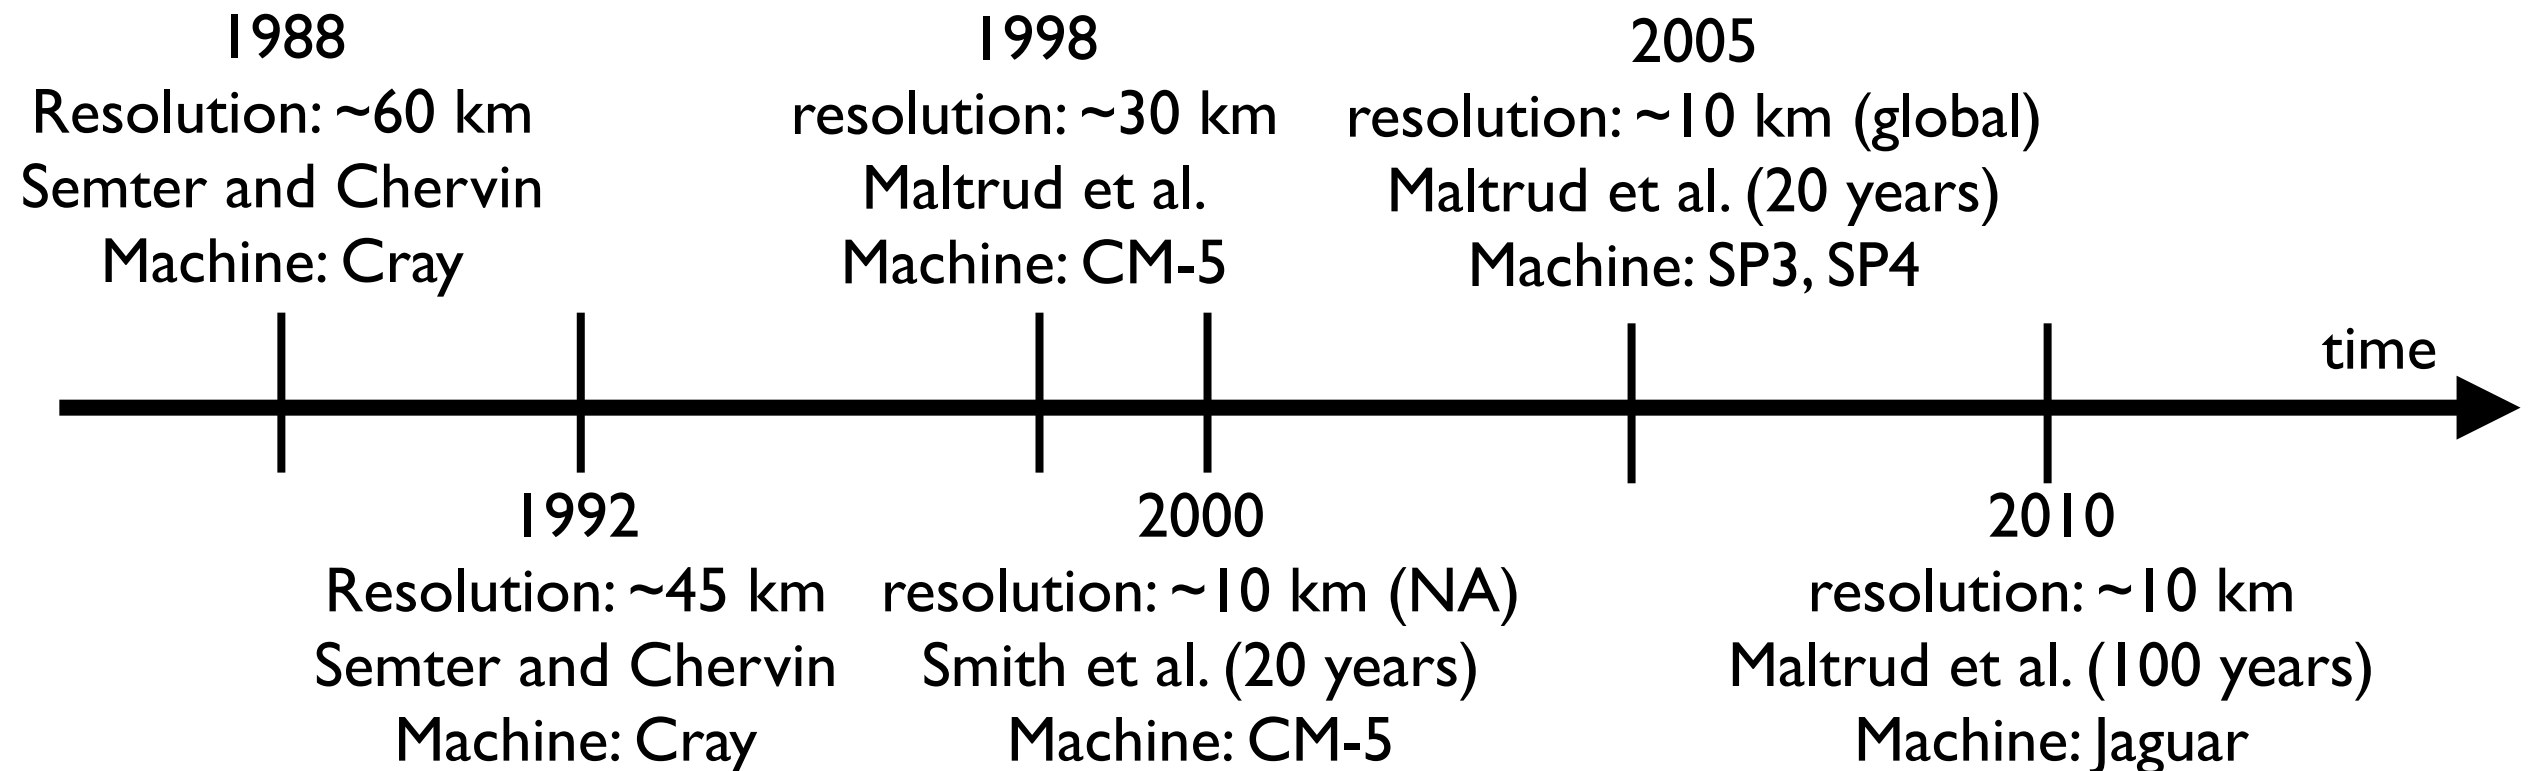 1988
Resolution: ~60 km
Semter and Chervin
Machine: Cray
1998
resolution: ~30 km
Maltrud et al.
Machine: CM-5
2005
resolution: ~10 km (global)
Maltrud et al. (20 years)
Machine: SP3, SP4
time
1992
Resolution: ~45 km
Semter and Chervin
Machine: Cray
2000
resolution: ~10 km (NA)
Smith et al. (20 years)
Machine: CM-5
2010
resolution: ~10 km
Maltrud et al. (100 years)
Machine: Jaguar